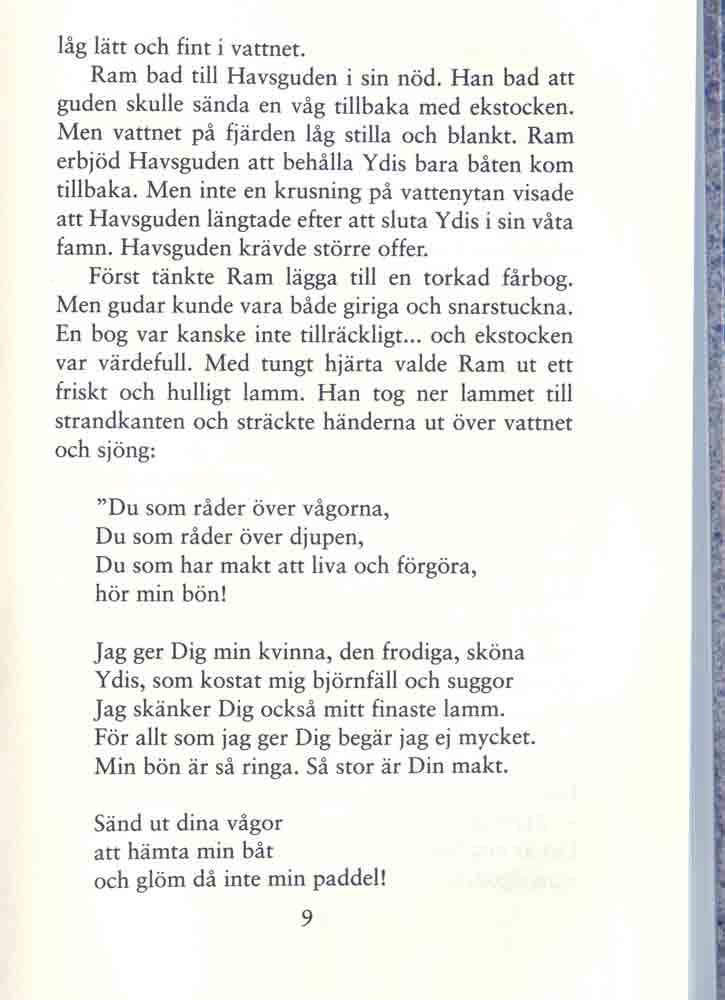 låg lätt och fint i vattnet.
Ram bad till Havsguden i sin nöd. Han bad att
guden skulle sända en våg tillbaka med ekstocken.
Men vattnet på fjärden låg stilla och blankt. Ram
erbjöd Havsguden att behålla Ydis bara båten kom
tillbaka. Men inte en krusning på vattenytan visade
att Havsguden längtade efter att sluta Ydis i sin våta
famn. Havsguden krävde större offer.
Först tänkte Ram lägga till en torkad fårbog.
Men gudar kunde vara både giriga och snarstuckna.
En bog var kanske inte tillräckligt... och ekstocken
var värdefull. Med tungt hjärta valde Ram ut ett
friskt och hulligt lamm. Han tog ner lammet till
strandkanten och sträckte händerna ut över vattnet
och sjöng:
”Du som råder över vågorna,
Du som råder över djupen,
Du som har makt att liva och förgöra,
hör min bön!
Jag ger Dig min kvinna, den frodiga, sköna
Ydis, som kostat mig björnfäll och suggor
Jag skänker Dig också mitt finaste lamm.
För allt som jag ger Dig begär jag ej mycket.
Min bön är så ringa. Så stor är Din makt.
Sänd ut dina vågor
att hämta min båt
och glöm då inte min paddel!
9